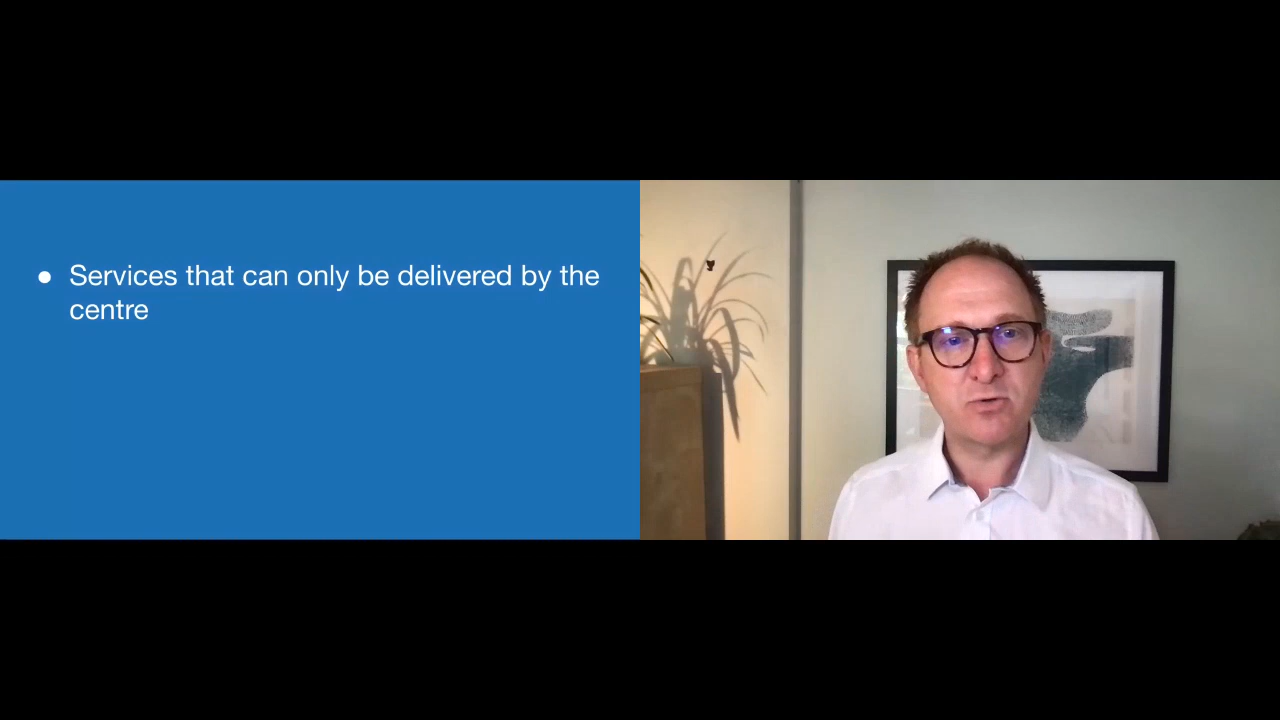 ● Services that can only be delivered by the
centre